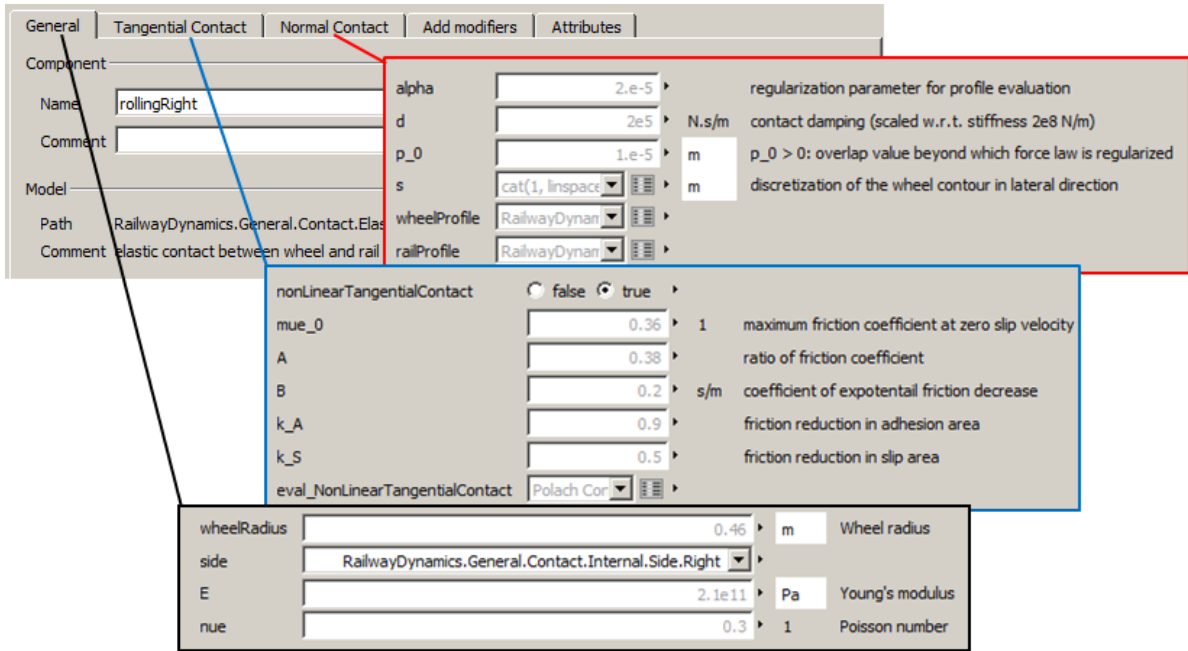 General Tangential Contact Normal Contact Add modifiers Attributes
Component
Name rollingRight
Comment
Model
Path RailwayDynamics.General.Contact.Elas
Comment elastic contact between wheel and rail
alpha 2.e-5 regularization parameter for profile evaluation
d 2e5 N.s/m contact damping (scaled w.r.t. stiffness 2e8 N/m)
p_0 1.e-5 m p_0 > 0: overlap value beyond which force law is regularized
s cat(1, linspace m discretization of the wheel contour in lateral direction
wheelProfile RailwayDynam
railProfile RailwayDynam
nonLinearTangentialContact false true
mue_0 0.36 1 maximum friction coefficient at zero slip velocity
A 0.38 ratio of friction coefficient
B 0.2 s/m coefficient of expotentail friction decrease
k_A 0.9 friction reduction in adhesion area
k_S 0.5 friction reduction in slip area
eval_NonLinearTangentialContact Polach Cor
wheelRadius 0.46 m Wheel radius
side RailwayDynamics.General.Contact.Internal.Side.Right
E 2.1e11 Pa Young's modulus
nue 0.3 1 Poisson number